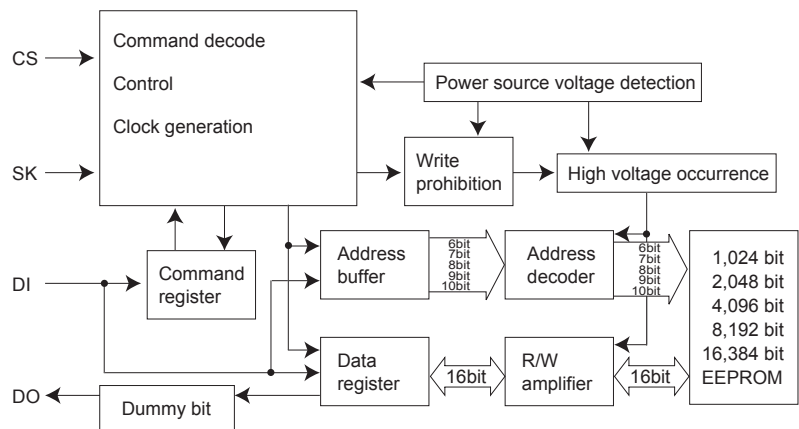 Command decode
CS
Control
Power source voltage detection
Clock generation
Write
prohibition
SK
High voltage occurrence
Address
buffer
6bit
7bit
8bit
9bit
10bit
Address
decoder
6bit
7bit
8bit
9bit
10bit
1,024 bit
2,048 bit
4,096 bit
8,192 bit
16,384 bit
EEPROM
DI
Command
register
Data
register
16bit
R/W
amplifier
16bit
DO
Dummy bit